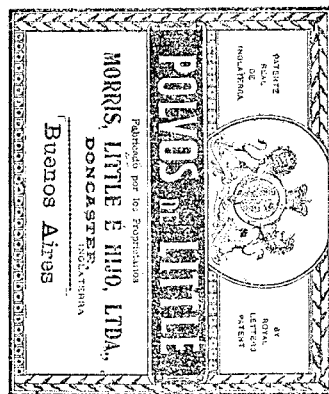 PATENTE
REAL
DE
INGLATERRA
BY
ROYAL
LETTERS
PATENT
POLVOS DE LITTLE
Fabricado por los Propietarios
MORRIS, LITTLE É HIJO, LTDA.,
DONCASTER,
INGLATERRA
Buenos Aires